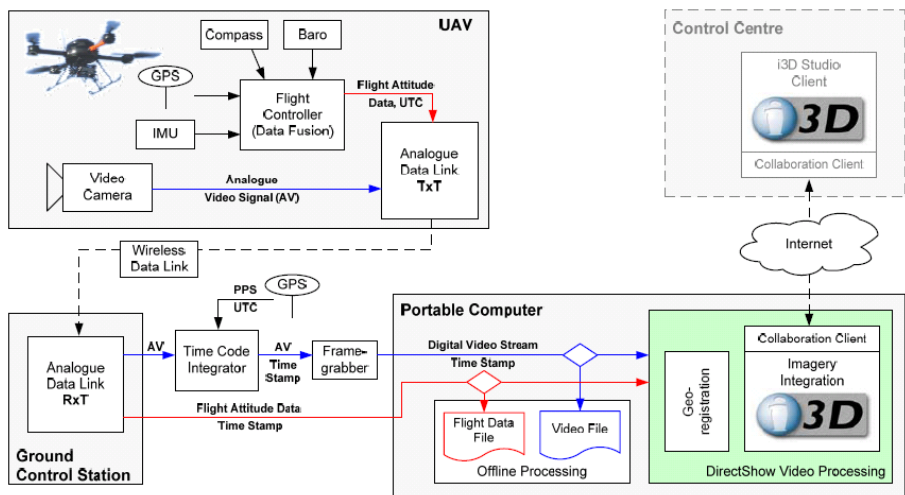 UAV
Compass
Baro
GPS
IMU
Flight
Controller
(Data Fusion)
Flight Attitude
Data, UTC
Video
Camera
Analogue
Video Signal (AV)
Analogue
Data Link
TxT
Control Centre
i3D Studio
Client
i3D
Collaboration Client
Internet
Wireless
Data Link
PPS
UTC
GPS
Ground
Control Station
Analogue
Data Link
RxT
AV
Time Code
Integrator
AV
Time
Stamp
Frame-
grabber
Flight Attitude Data
Time Stamp
Portable Computer
Digital Video Stream
Time Stamp
Flight Data
File
Video File
Offline Processing
Geo-
registration
Collaboration Client
Imagery
Integration
i3D
DirectShow Video Processing